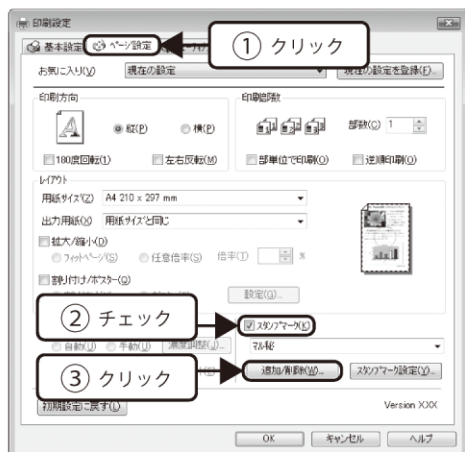 印刷設定
基本設定 ページ設定
① クリック
お気に入り(V) 現在の設定 現在の設定を登録(F)...
印刷方向
縦(P) 横(R)
180度回転(1) 左右反転(M)
印刷部数
部数(C) 1
部単位で印刷(O) 逆順印刷(O)
レイアウト
用紙サイズ(Z) A4 210 x 297 mm
出力用紙(X) 用紙サイズと同じ
拡大/縮小(D)
フィットページ(S) 任意倍率(S) 倍率(T) %
割り付け/ポスター(Q)
設定(G)...
② チェック
スタンプマーク(K)
自動(U) 手動(U) 濃度調整(L)...
マル秘
③ クリック
追加/削除(W)... スタンプマーク設定(Y)...
初期設定に戻す(L)
Version X.XX
OK キャンセル ヘルプ